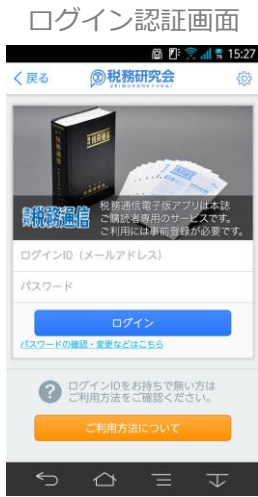 ログイン認証画面
15:27
戻る
税務研究会
ZEIMUKENKYUKAI
週刊税務通信
税務通信電子版アプリは本誌
ご購読者専用のサービスです。
ご利用には事前登録が必要です。
ログインID（メールアドレス）
パスワード
ログイン
パスワードの確認・変更などはこちら
?
ログインIDをお持ちで無い方は
ご利用方法をご確認ください。
ご利用方法について